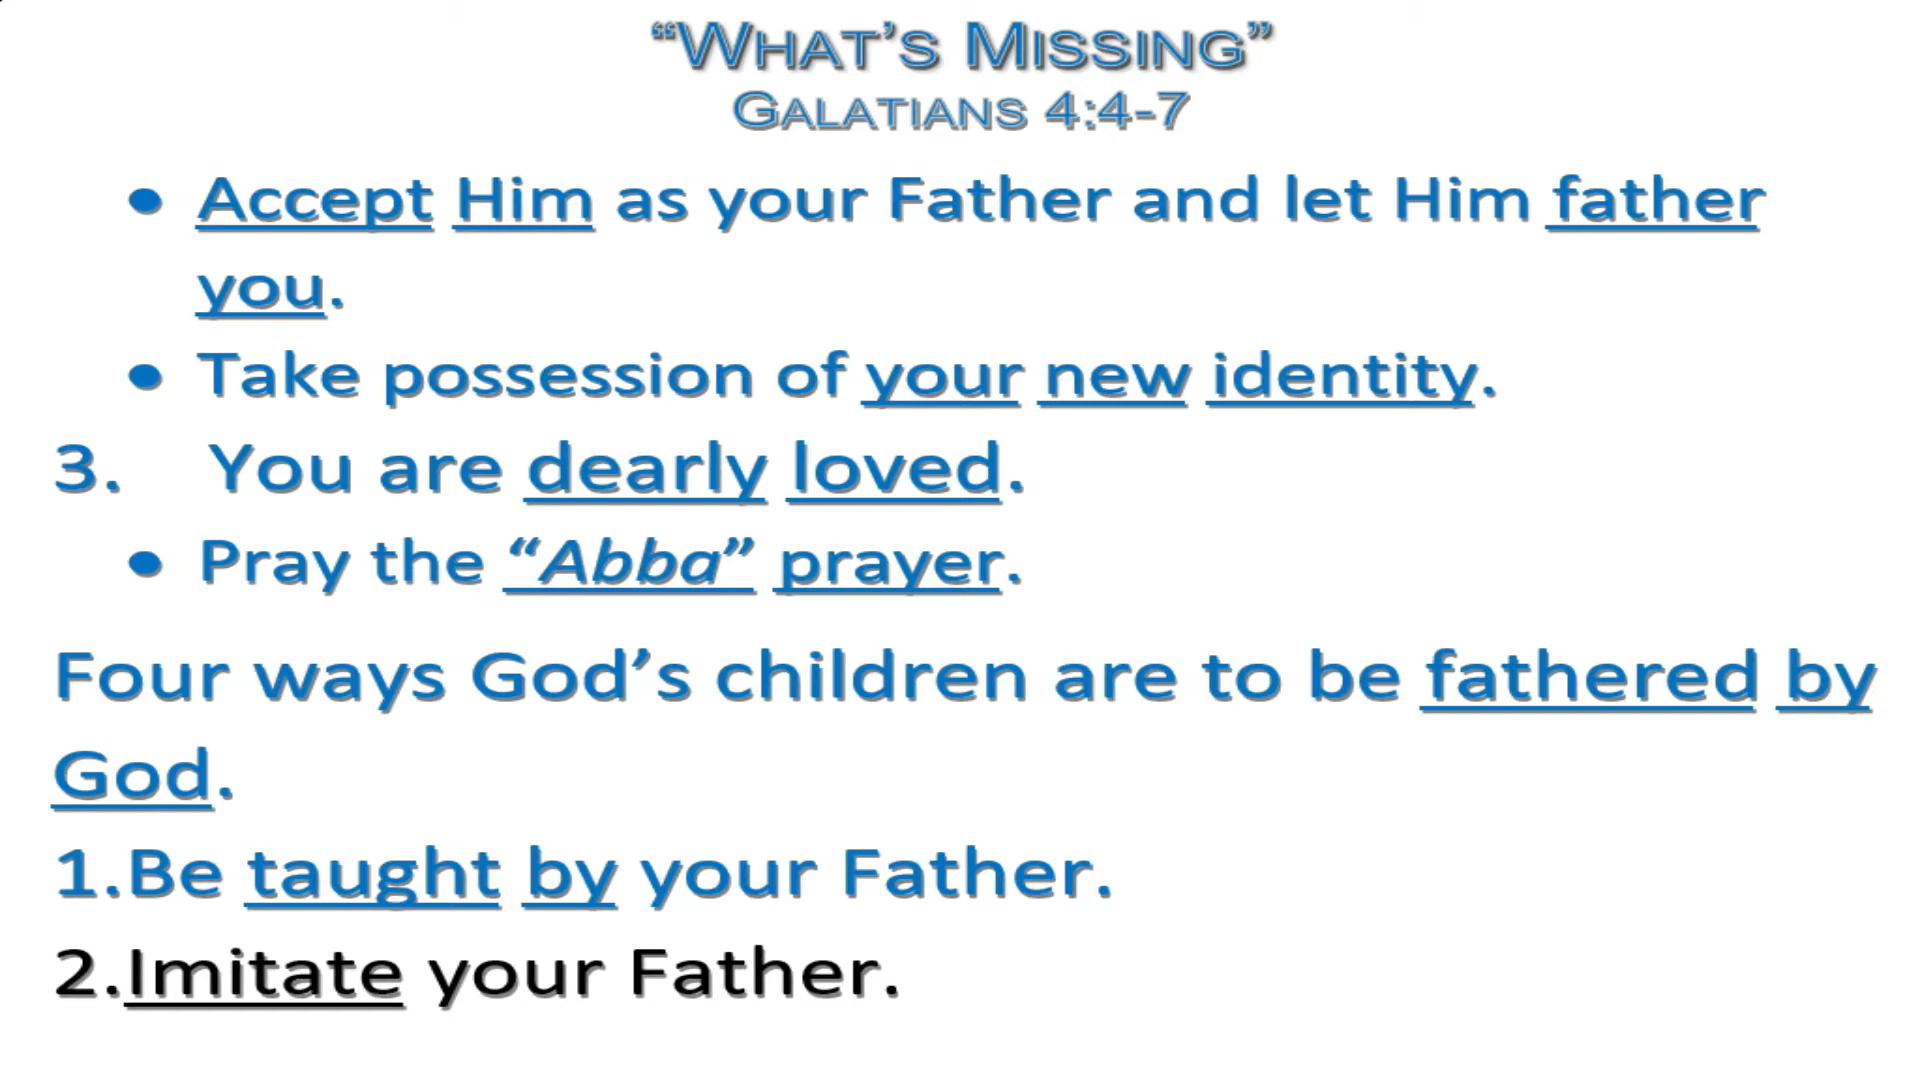 “What’s Missing”
Galatians 4:4-7
• Accept Him as your Father and let Him father
you.
• Take possession of your new identity.
3. You are dearly loved.
• Pray the “Abba” prayer.
Four ways God’s children are to be fathered by
God.
1.Be taught by your Father.
2.Imitate your Father.